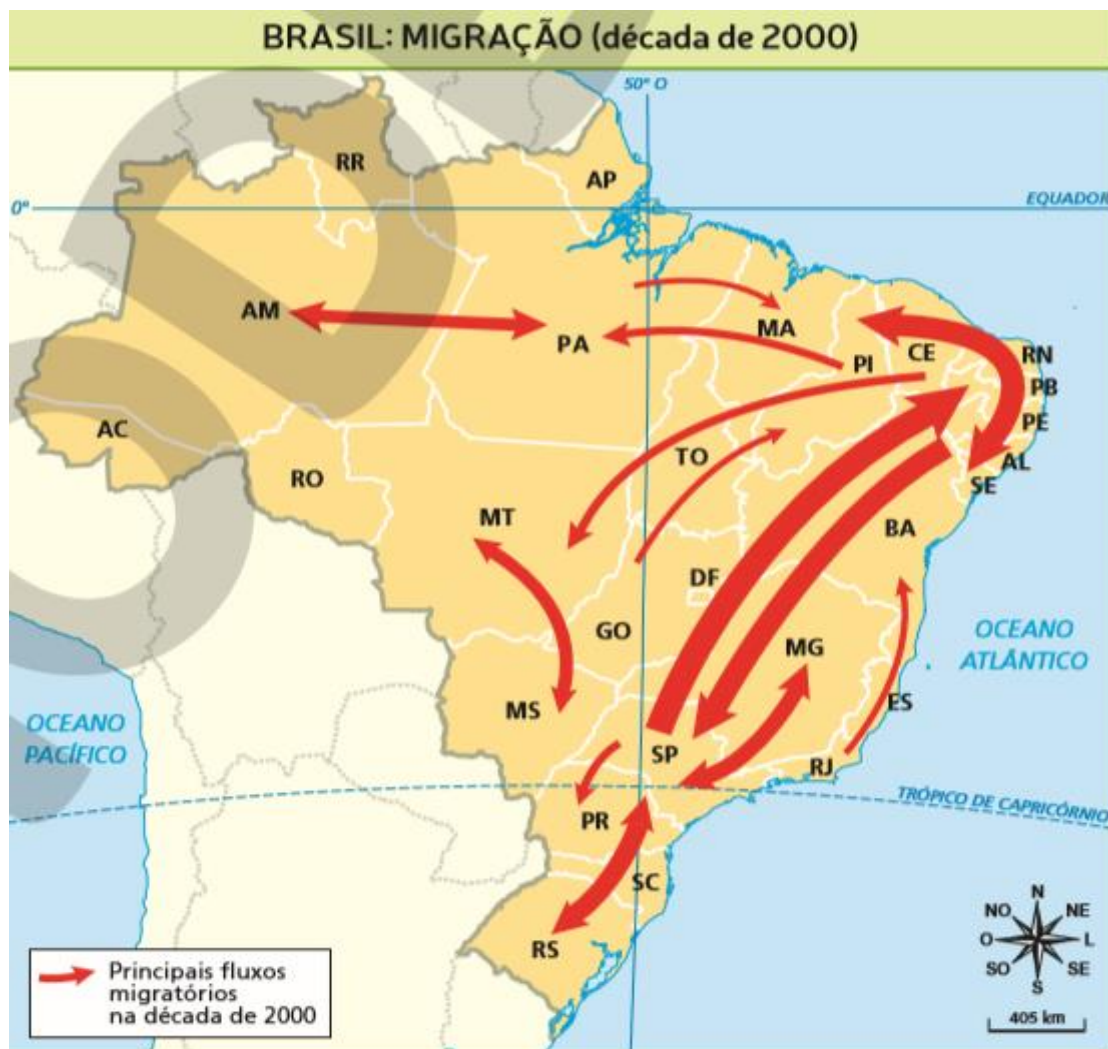 BRASIL: MIGRAÇÃO (década de 2000)
50° O
RR
AP
0°
EQUADOR
AM
PA
MA
PI
CE
RN
PB
PE
AL
SE
AC
RO
TO
MT
BA
DF
GO
MG
MS
ES
SP
RJ
PR
SC
RS
OCEANO
PACÍFICO
OCEANO
ATLÂNTICO
TRÓPICO DE CAPRICÓRNIO
N
NO
NE
O
L
SO
SE
S
405 km
Principais fluxos
migratórios
na década de 2000